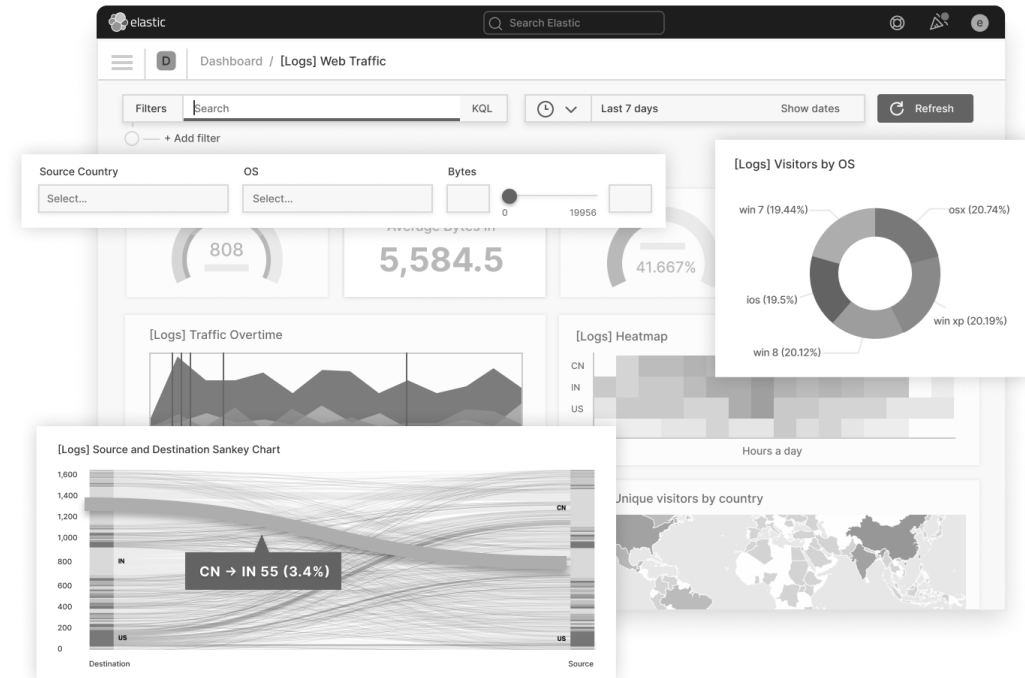 elastic
Search Elastic
e
D
Dashboard / [Logs] Web Traffic
Filters
Search
KQL
Last 7 days
Show dates
Refresh
+ Add filter
Source Country
OS
Bytes
Select...
Select...
0
19956
[Logs] Visitors by OS
win 7 (19.44%)
osx (20.74%)
ios (19.5%)
win xp (20.19%)
win 8 (20.12%)
808
Average Bytes in
5,584.5
41.667%
[Logs] Traffic Overtime
[Logs] Heatmap
CN
IN
US
Hours a day
[Logs] Source and Destination Sankey Chart
1,600
1,400
1,200
1,000
800
600
400
200
0
CN
IN
US
US
CN → IN 55 (3.4%)
Destination
Source
Unique visitors by country